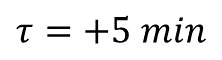 τ = +5 min